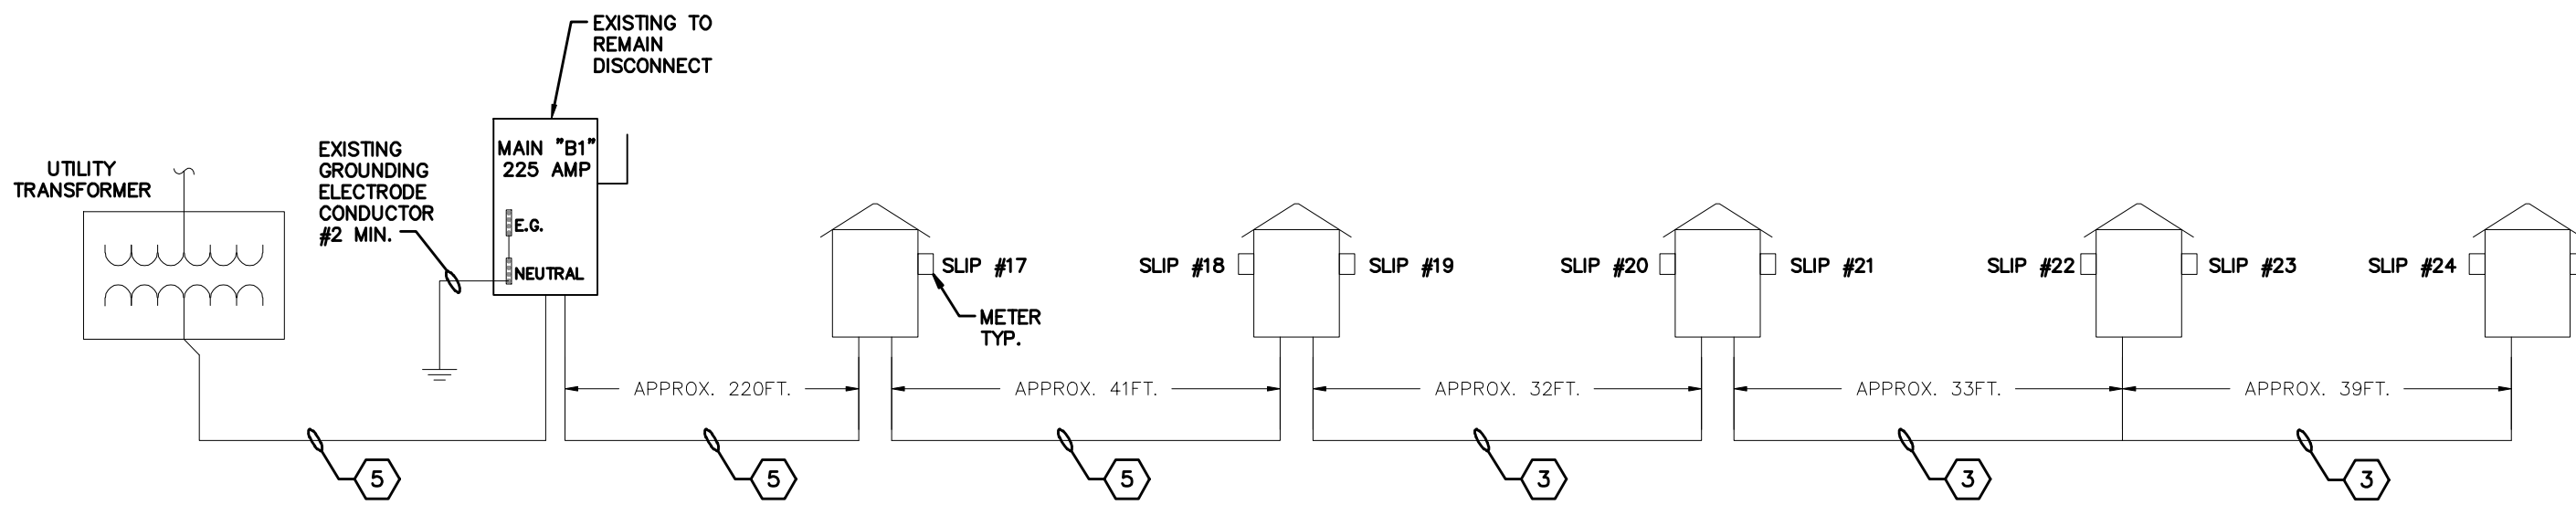 EXISTING TO
REMAIN
DISCONNECT
UTILITY
TRANSFORMER
EXISTING
GROUNDING
ELECTRODE
CONDUCTOR
#2 MIN.
MAIN "B1"
225 AMP
E.G.
NEUTRAL
SLIP #17
METER
TYP.
SLIP #18
SLIP #19
SLIP #20
SLIP #21
SLIP #22
SLIP #23
SLIP #24
APPROX. 220FT.
APPROX. 41FT.
APPROX. 32FT.
APPROX. 33FT.
APPROX. 39FT.
5
5
5
3
3
3